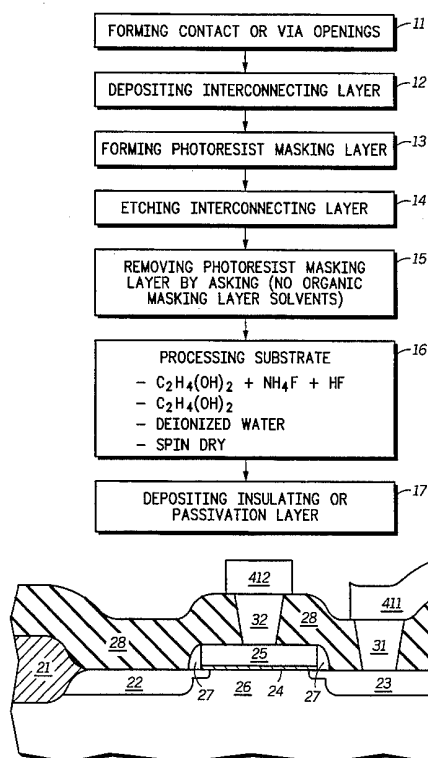 FORMING CONTACT OR VIA OPENINGS 11
DEPOSITING INTERCONNECTING LAYER 12
FORMING PHOTORESIST MASKING LAYER 13
ETCHING INTERCONNECTING LAYER 14
REMOVING PHOTORESIST MASKING 15
LAYER BY ASKING (NO ORGANIC
MASKING LAYER SOLVENTS)
PROCESSING SUBSTRATE 16
– C₂H₄(OH)₂ + NH₄F + HF
– C₂H₄(OH)₂
– DEIONIZED WATER
– SPIN DRY
DEPOSITING INSULATING OR 17
PASSIVATION LAYER
412
411
28 32 28 31
21 25
22 27 26 24 27 23